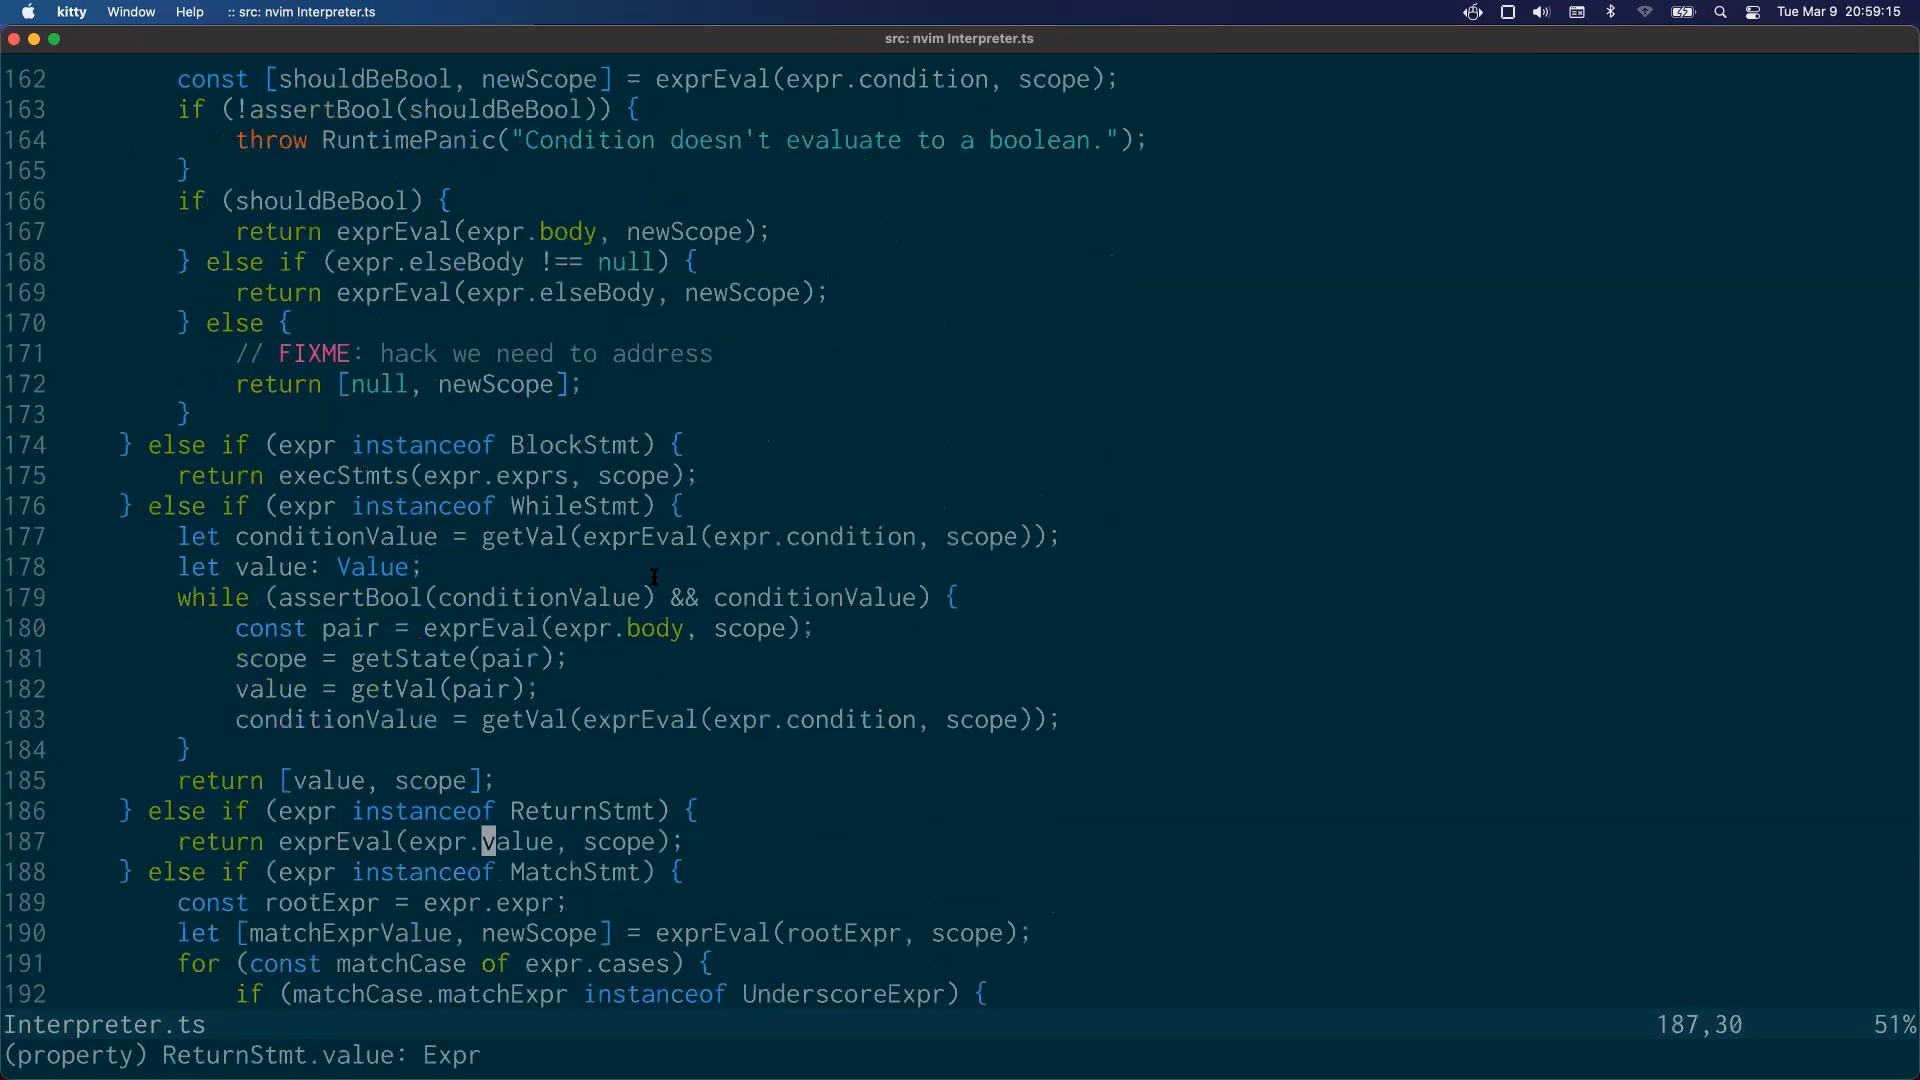 kitty Window Help :: src: nvim Interpreter.ts Tue Mar 9 20:59:15
src: nvim Interpreter.ts
162 const [shouldBeBool, newScope] = exprEval(expr.condition, scope);
163 if (!assertBool(shouldBeBool)) {
164 throw RuntimePanic("Condition doesn't evaluate to a boolean.");
165 }
166 if (shouldBeBool) {
167 return exprEval(expr.body, newScope);
168 } else if (expr.elseBody !== null) {
169 return exprEval(expr.elseBody, newScope);
170 } else {
171 // FIXME: hack we need to address
172 return [null, newScope];
173 }
174 } else if (expr instanceof BlockStmt) {
175 return execStmts(expr.exprs, scope);
176 } else if (expr instanceof WhileStmt) {
177 let conditionValue = getVal(exprEval(expr.condition, scope));
178 let value: Value;
179 while (assertBool(conditionValue) && conditionValue) {
180 const pair = exprEval(expr.body, scope);
181 scope = getState(pair);
182 value = getVal(pair);
183 conditionValue = getVal(exprEval(expr.condition, scope));
184 }
185 return [value, scope];
186 } else if (expr instanceof ReturnStmt) {
187 return exprEval(expr.value, scope);
188 } else if (expr instanceof MatchStmt) {
189 const rootExpr = expr.expr;
190 let [matchExprValue, newScope] = exprEval(rootExpr, scope);
191 for (const matchCase of expr.cases) {
192 if (matchCase.matchExpr instanceof UnderscoreExpr) {
Interpreter.ts 187,30 51%
(property) ReturnStmt.value: Expr